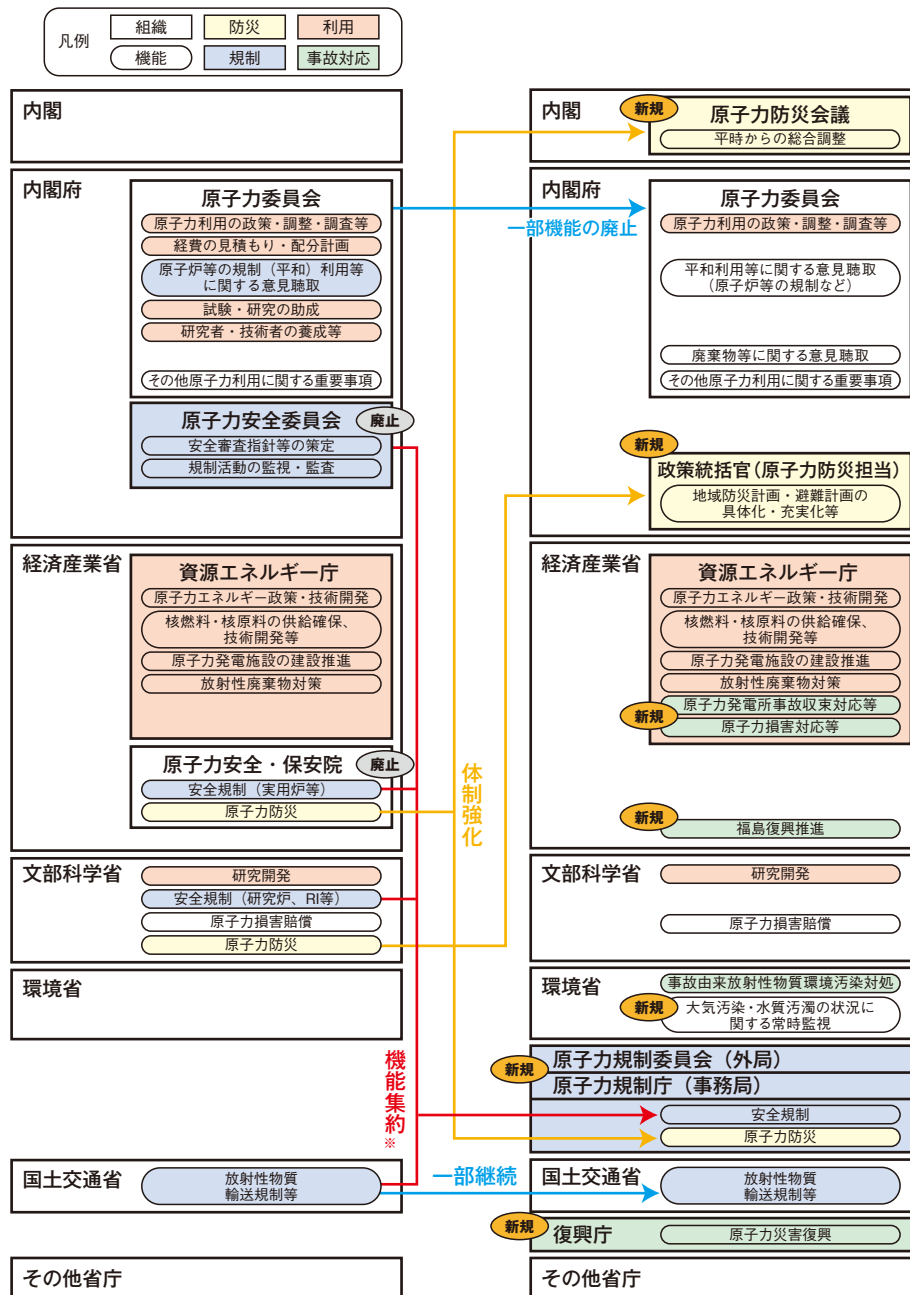 凡例
組織
防災
利用
機能
規制
事故対応
内閣
内閣府
原子力委員会
原子力利用の政策・調整・調査等
経費の見積もり・配分計画
原子炉等の規制（平和）利用等
に関する意見聴取
試験・研究の助成
研究者・技術者の養成等
その他原子力利用に関する重要事項
原子力安全委員会
廃止
安全審査指針等の策定
規制活動の監視・監査
経済産業省
資源エネルギー庁
原子力エネルギー政策・技術開発
核燃料・核原料の供給確保、
技術開発等
原子力発電施設の建設推進
放射性廃棄物対策
原子力安全・保安院
廃止
安全規制（実用炉等）
原子力防災
文部科学省
研究開発
安全規制（研究炉、RI等）
原子力損害賠償
原子力防災
環境省
国土交通省
放射性物質
輸送規制等
その他省庁
一部機能の廃止
体制強化
機能集約※
一部継続
内閣
新規
原子力防災会議
平時からの総合調整
内閣府
原子力委員会
原子力利用の政策・調整・調査等
平和利用等に関する意見聴取
（原子炉等の規制など）
廃棄物等に関する意見聴取
その他原子力利用に関する重要事項
新規
政策統括官（原子力防災担当）
地域防災計画・避難計画の
具体化・充実化等
経済産業省
資源エネルギー庁
原子力エネルギー政策・技術開発
核燃料・核原料の供給確保、
技術開発等
原子力発電施設の建設推進
放射性廃棄物対策
原子力発電所事故収束対応等
新規
原子力損害対応等
新規
福島復興推進
文部科学省
研究開発
原子力損害賠償
環境省
事故由来放射性物質環境汚染対処
新規
大気汚染・水質汚濁の状況に
関する常時監視
新規
原子力規制委員会（外局）
原子力規制庁（事務局）
安全規制
原子力防災
国土交通省
放射性物質
輸送規制等
新規
復興庁
原子力災害復興
その他省庁